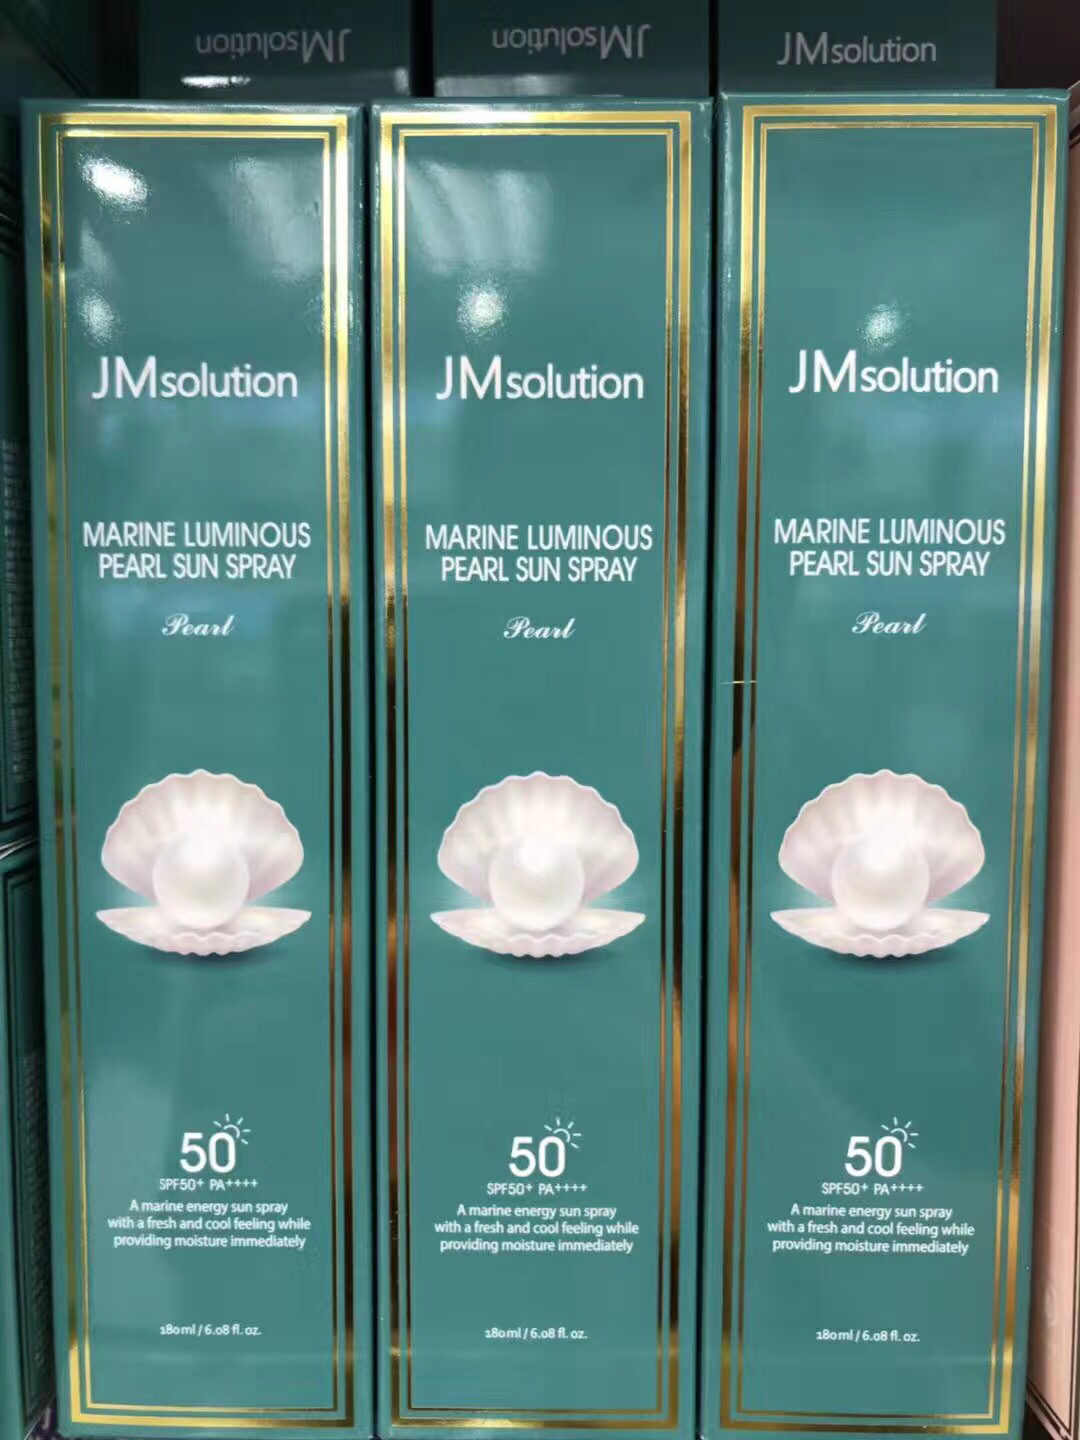 JMsolution
JMsolution
JMsolution
JMsolution
MARINE LUMINOUS
PEARL SUN SPRAY
Pearl
50
SPF50+ PA++++
A marine energy sun spray
with a fresh and cool feeling while
providing moisture immediately
180ml / 6.08 fl. oz.
JMsolution
MARINE LUMINOUS
PEARL SUN SPRAY
Pearl
50
SPF50+ PA++++
A marine energy sun spray
with a fresh and cool feeling while
providing moisture immediately
180ml / 6.08 fl. oz.
JMsolution
MARINE LUMINOUS
PEARL SUN SPRAY
Pearl
50
SPF50+ PA++++
A marine energy sun spray
with a fresh and cool feeling while
providing moisture immediately
180ml / 6.08 fl. oz.